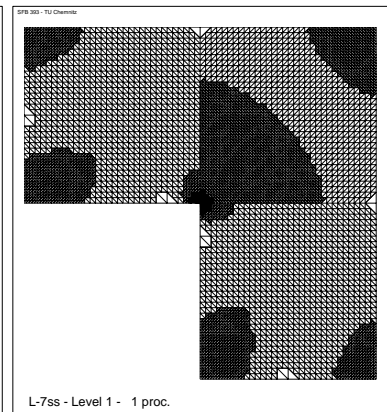 SFB 393 - TU Chemnitz
L-7ss - Level 1 - 1 proc.